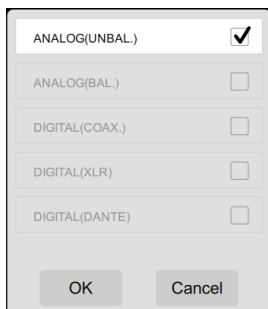 ANALOG(UNBAL.)
ANALOG(BAL.)
DIGITAL(COAX.)
DIGITAL(XLR)
DIGITAL(DANTE)
OK Cancel